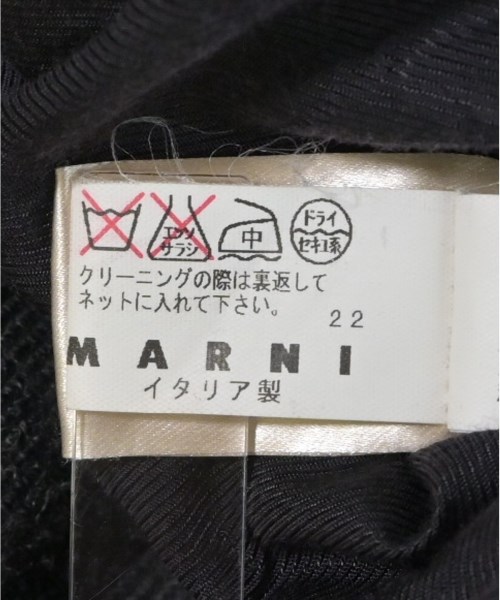 エンソ
サラシ
中
ドライ
セキユ系
クリーニングの際は裏返して
ネットに入れて下さい。
22
MARNI
イタリア製